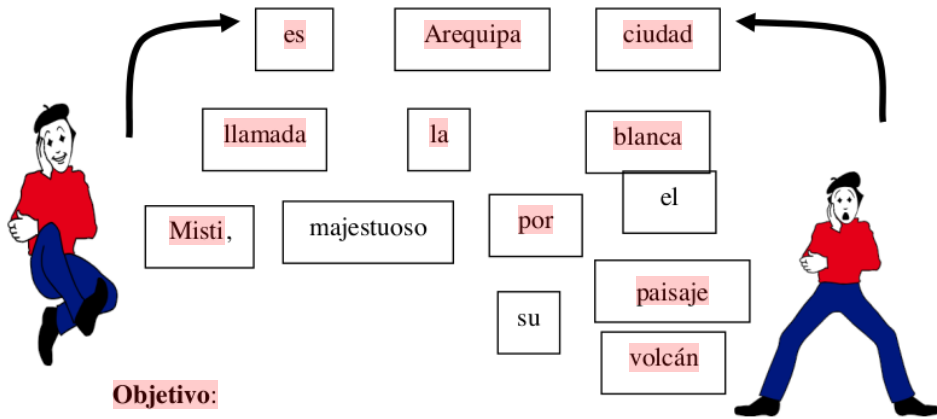 es Arequipa ciudad
llamada la blanca
el
Misti, majestuoso por
paisaje
su
volcán
Objetivo: